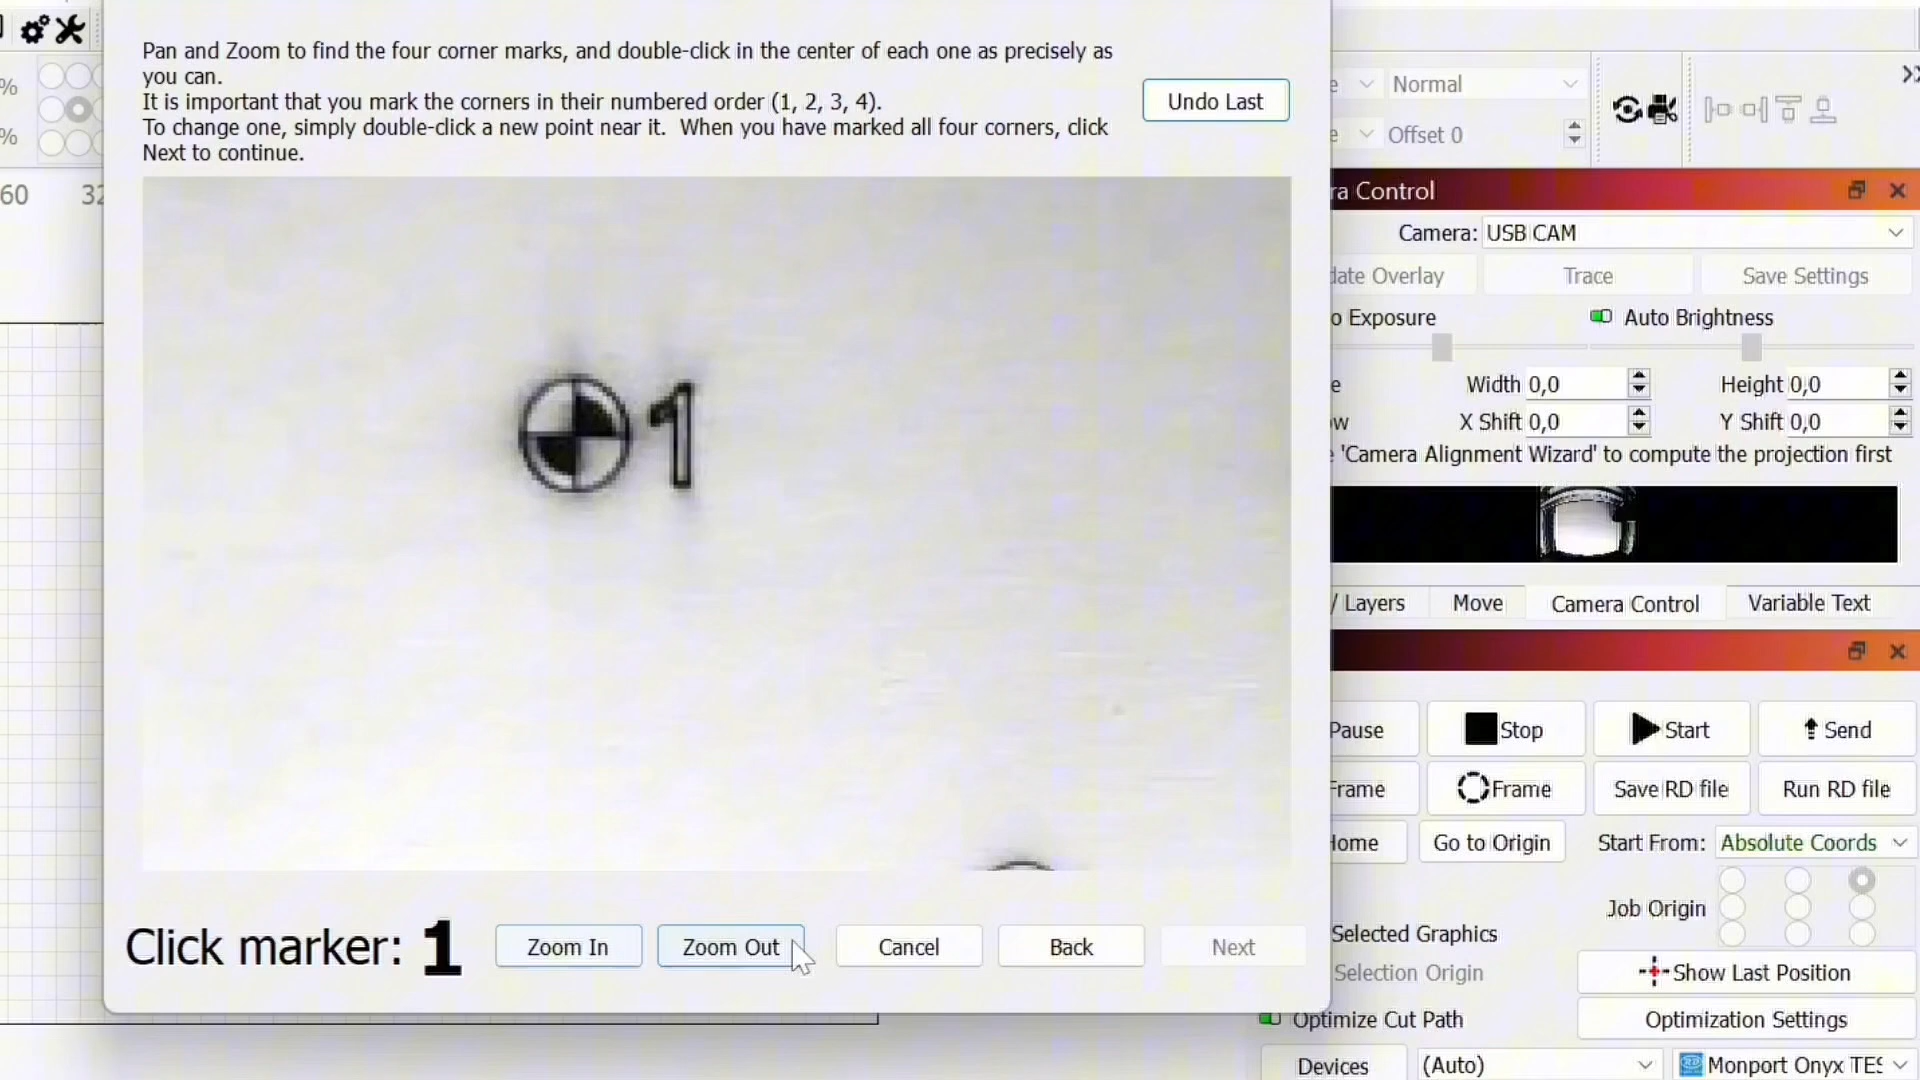 Pan and Zoom to find the four corner marks, and double-click in the center of each one as precisely as
you can.
It is important that you mark the corners in their numbered order (1, 2, 3, 4).
To change one, simply double-click a new point near it. When you have marked all four corners, click
Next to continue.
Undo Last
1
Click marker: 1
Zoom In
Zoom Out
Cancel
Back
Next
%
%
60
32
e
Normal
e
Offset 0
ra Control
Camera: USB CAM
date Overlay
Trace
Save Settings
o Exposure
Auto Brightness
e
Width 0,0
Height 0,0
w
X Shift 0,0
Y Shift 0,0
'Camera Alignment Wizard' to compute the projection first
/ Layers
Move
Camera Control
Variable Text
Pause
Stop
Start
Send
Frame
Frame
Save RD file
Run RD file
Home
Go to Origin
Start From: Absolute Coords
Job Origin
Selected Graphics
Selection Origin
Show Last Position
Optimize Cut Path
Optimization Settings
Devices
(Auto)
Monport Onyx TES